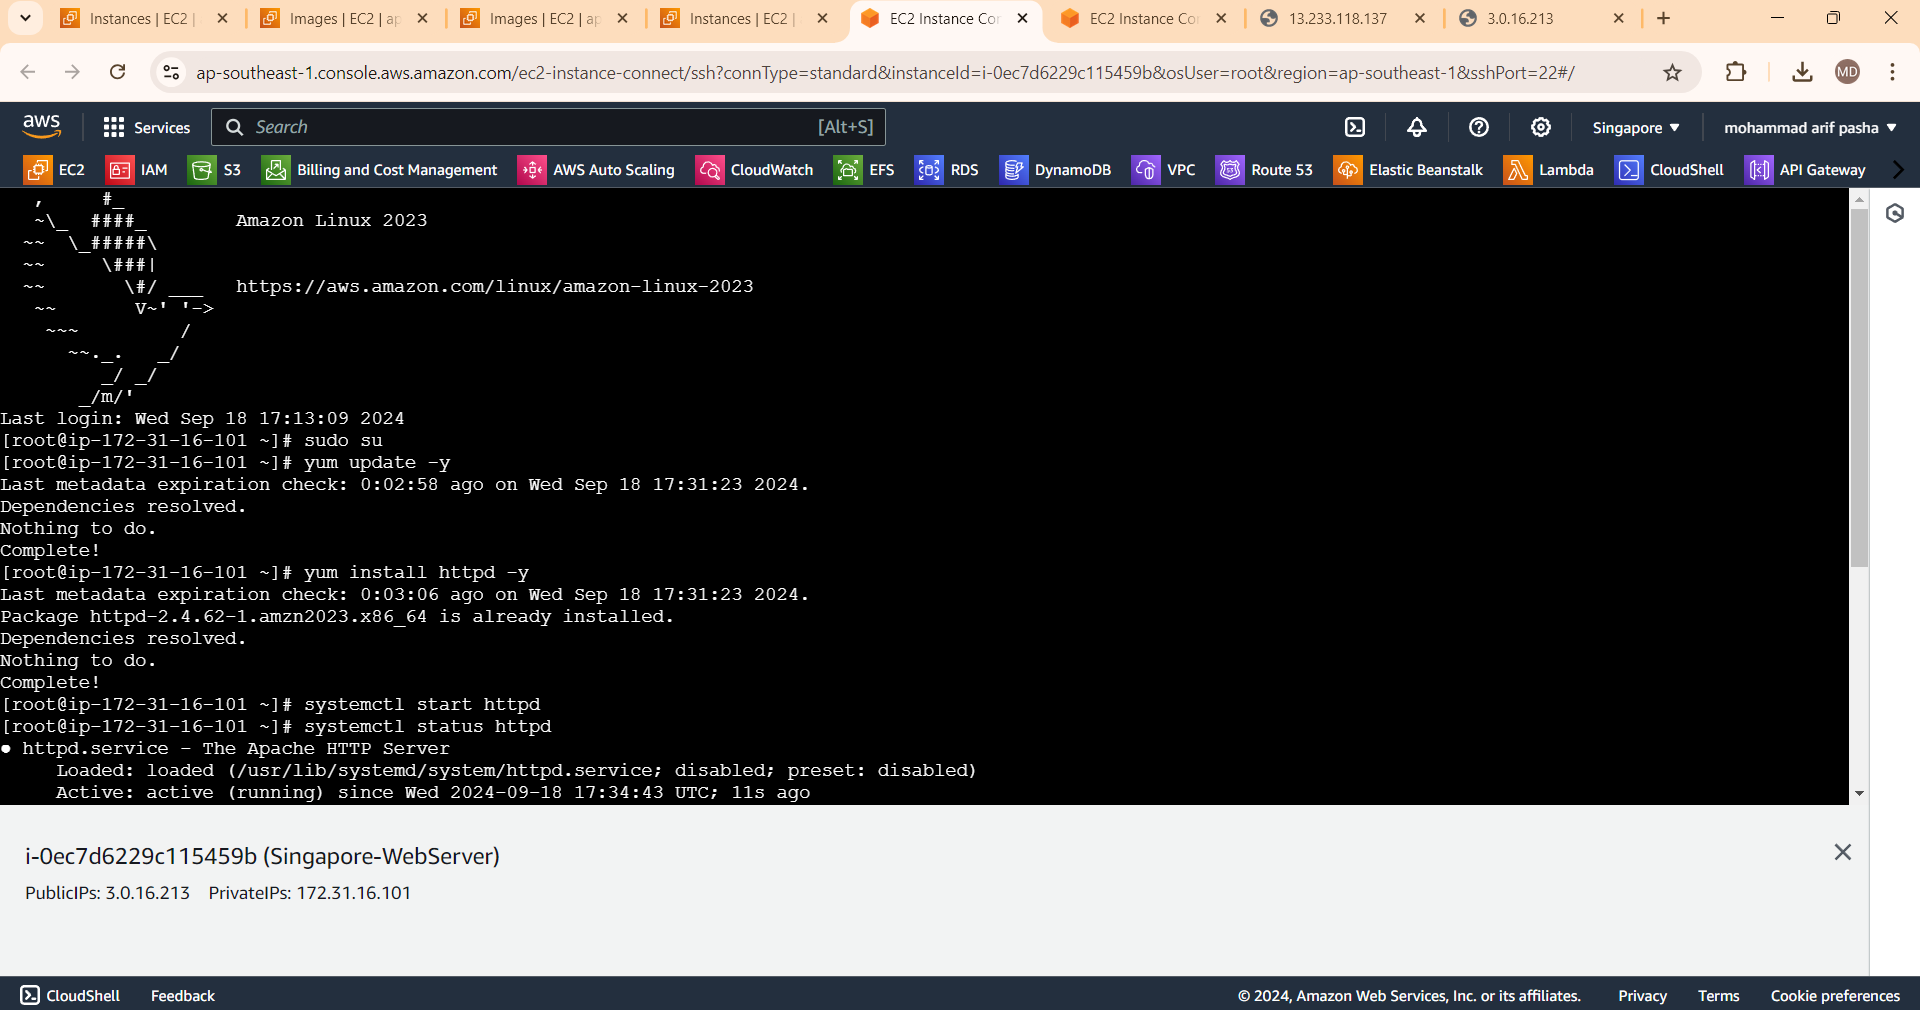 Instances | EC2 |
Images | EC2 | ap
Images | EC2 | ap
Instances | EC2 |
EC2 Instance Con
EC2 Instance Con
13.233.118.137
3.0.16.213
ap-southeast-1.console.aws.amazon.com/ec2-instance-connect/ssh?connType=standard&instanceId=i-0ec7d6229c115459b&osUser=root&region=ap-southeast-1&sshPort=22#/
MD
aws
Services
Search
[Alt+S]
Singapore
mohammad arif pasha
EC2
IAM
S3
Billing and Cost Management
AWS Auto Scaling
CloudWatch
EFS
RDS
DynamoDB
VPC
Route 53
Elastic Beanstalk
Lambda
CloudShell
API Gateway
   ,     #_
   ~\_  ####_        Amazon Linux 2023
  ~~  \_#####\
  ~~     \###|
  ~~       \#/ ___   https://aws.amazon.com/linux/amazon-linux-2023
   ~~       V~' '->
    ~~~         /
      ~~._.   _/
         _/ _/
       _/m/'
Last login: Wed Sep 18 17:13:09 2024
[root@ip-172-31-16-101 ~]# sudo su
[root@ip-172-31-16-101 ~]# yum update -y
Last metadata expiration check: 0:02:58 ago on Wed Sep 18 17:31:23 2024.
Dependencies resolved.
Nothing to do.
Complete!
[root@ip-172-31-16-101 ~]# yum install httpd -y
Last metadata expiration check: 0:03:06 ago on Wed Sep 18 17:31:23 2024.
Package httpd-2.4.62-1.amzn2023.x86_64 is already installed.
Dependencies resolved.
Nothing to do.
Complete!
[root@ip-172-31-16-101 ~]# systemctl start httpd
[root@ip-172-31-16-101 ~]# systemctl status httpd
● httpd.service - The Apache HTTP Server
     Loaded: loaded (/usr/lib/systemd/system/httpd.service; disabled; preset: disabled)
     Active: active (running) since Wed 2024-09-18 17:34:43 UTC; 11s ago
i-0ec7d6229c115459b (Singapore-WebServer)
PublicIPs: 3.0.16.213 PrivateIPs: 172.31.16.101
CloudShell
Feedback
© 2024, Amazon Web Services, Inc. or its affiliates.
Privacy
Terms
Cookie preferences